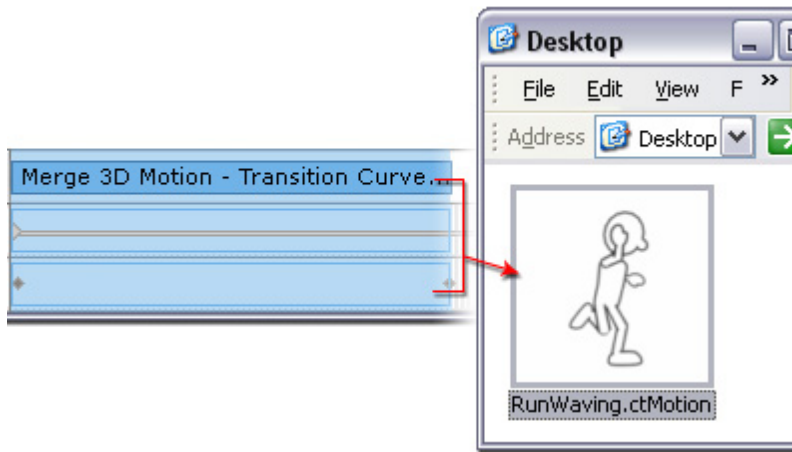 Desktop
File Edit View F »
Address Desktop
Merge 3D Motion - Transition Curve...
RunWaving.ctMotion